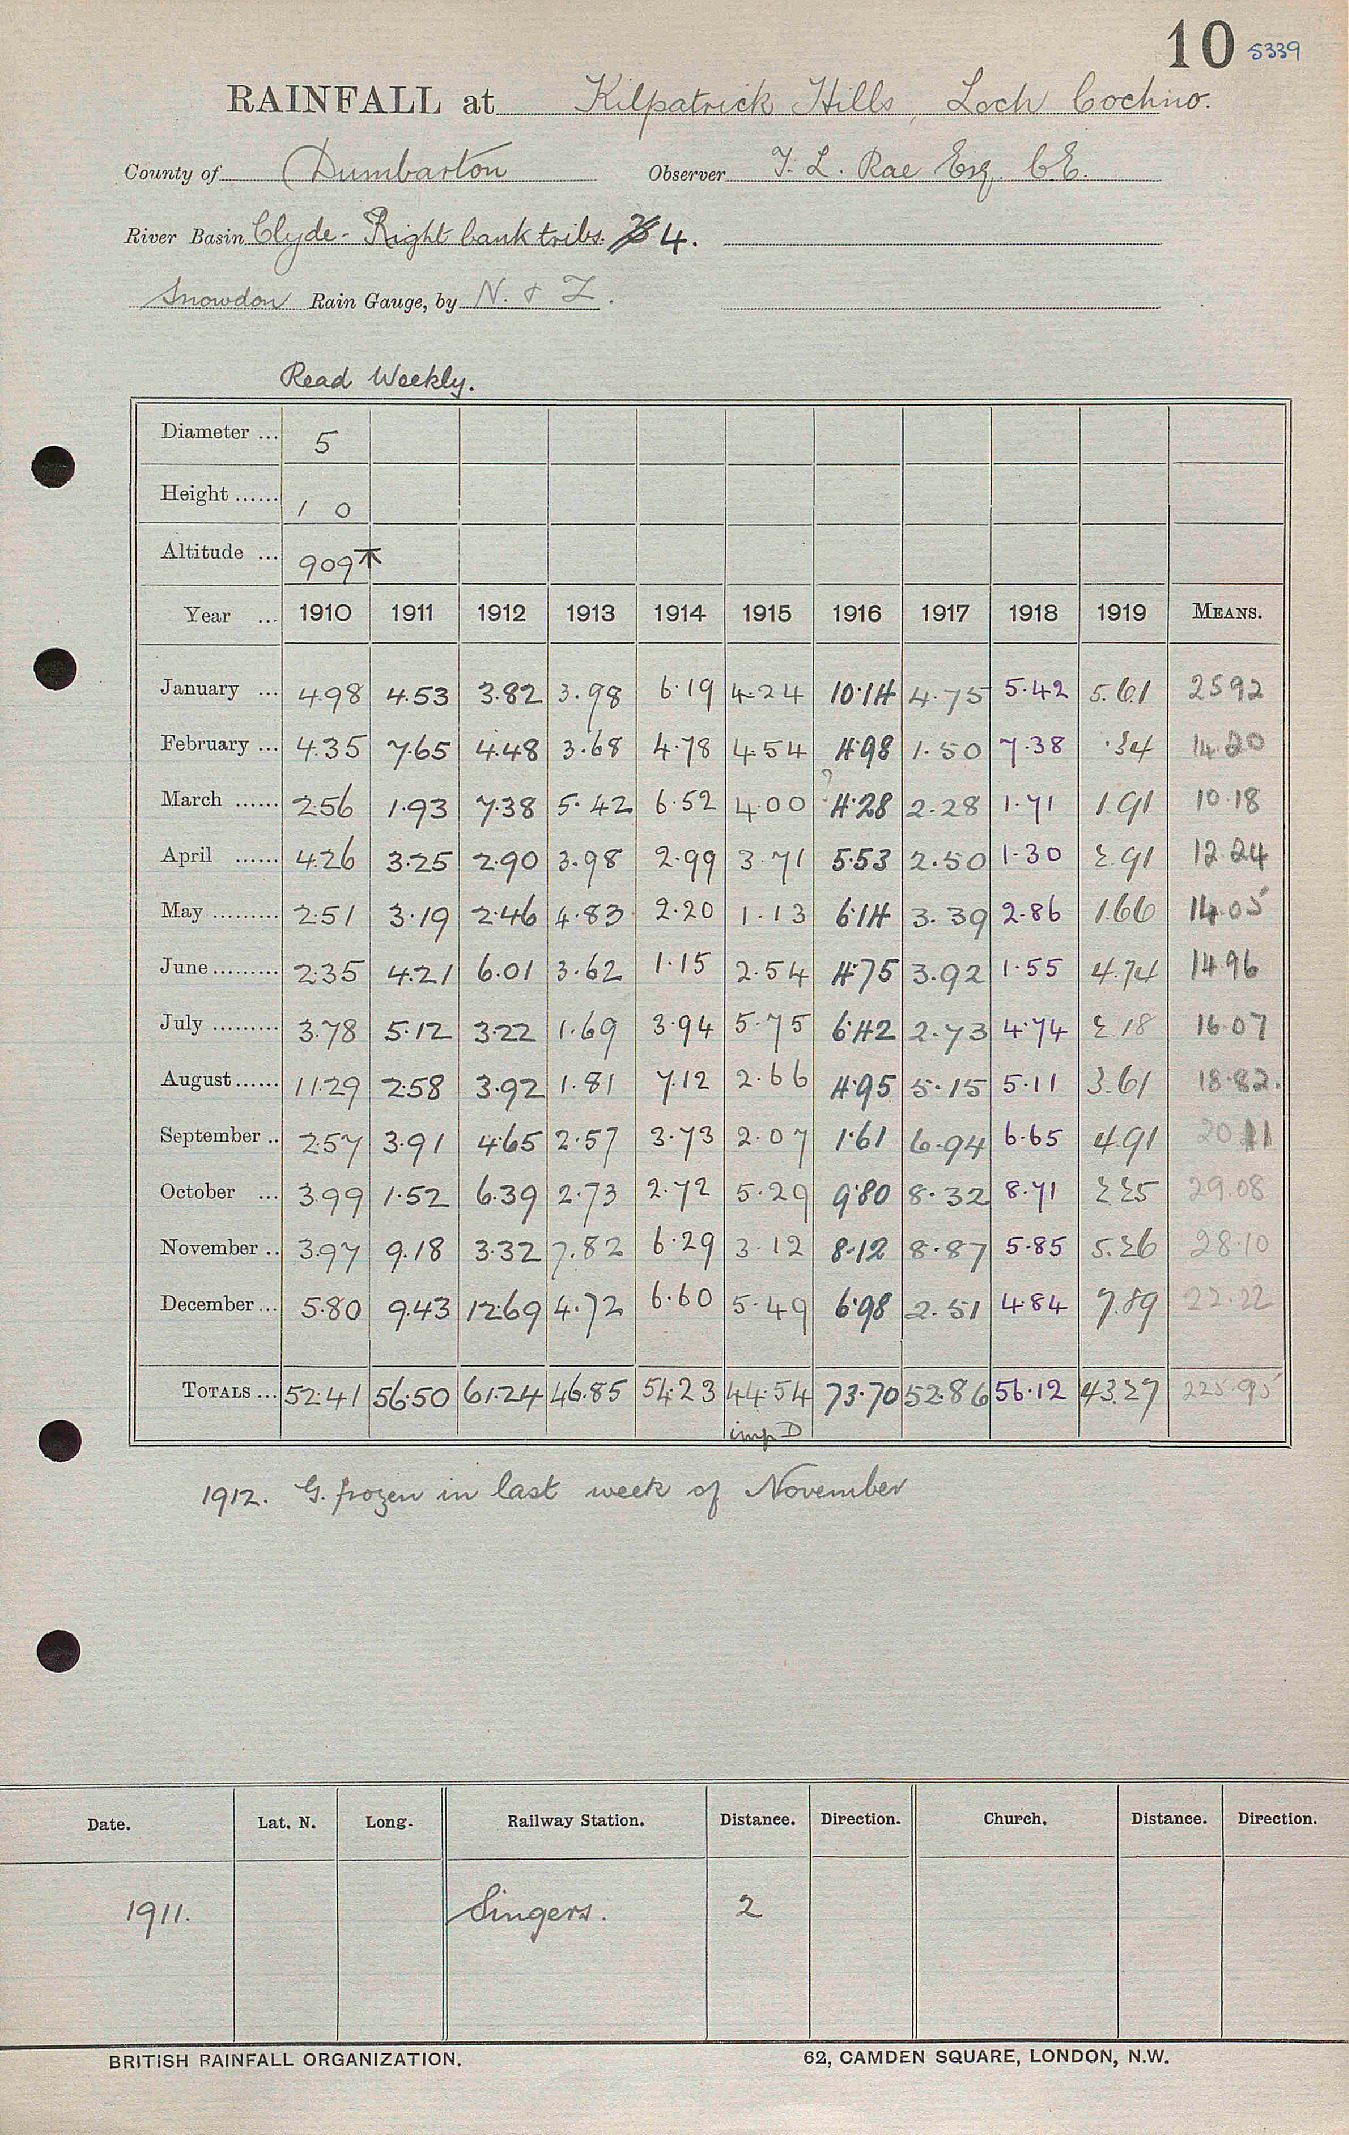 10 5339
RAINFALL at Kilpatrick Hills, Loch Cochno.
County of Dumbarton Observer T. L. Rae Esq. C.E.
River Basin Clyde - Right bank tribs. 4.
Snowdon Rain Gauge, by N. & Z.
Read Weekly.
Diameter ... 5
Height ...... 1 0
Altitude ... 909
Year ... 1910 1911 1912 1913 1914 1915 1916 1917 1918 1919 MEANS.
January ... 4.98 4.53 3.82 3.98 6.19 4.24 10.14 4.75 5.42 5.61 25 92
February ... 4.35 7.65 4.48 3.68 4.78 4.54 4.98 1.50 7.38 .34 14.20
March ...... 2.56 1.93 7.38 5.42 6.52 4.00 ? 4.28 2.28 1.71 1.91 10.18
April ...... 4.26 3.25 2.90 3.98 2.99 3.71 5.53 2.50 1.30 2.91 12.24
May ......... 2.51 3.19 2.46 4.83 2.20 1.13 6.14 3.39 2.86 1.66 14.05
June ......... 2.35 4.21 6.01 3.62 1.15 2.54 4.75 3.92 1.55 4.74 14.96
July ......... 3.78 5.12 3.22 1.69 3.94 5.75 6.42 2.73 4.74 2.18 16.07
August ...... 11.29 2.58 3.92 1.81 7.12 2.66 4.95 5.15 5.11 3.61 18.82.
September .. 2.57 3.91 4.65 2.57 3.73 2.07 1.61 6.94 6.65 4.91 20.11
October ... 3.99 1.52 6.39 2.73 2.72 5.29 9.80 8.32 8.71 2.25 29.08
November .. 3.97 9.18 3.32 7.82 6.29 3.12 8.12 8.87 5.85 5.26 28.10
December ... 5.80 9.43 12.69 4.72 6.60 5.49 6.98 2.51 4.84 7.89 22.22
TOTALS ... 52.41 56.50 61.24 46.85 54.23 44.54 73.70 52.86 56.12 43.27 225.95
imp D
1912. G. frozen in last week of November
Date. Lat. N. Long. Railway Station. Distance. Direction. Church. Distance. Direction.
1911. Singers. 2
BRITISH RAINFALL ORGANIZATION. 62, CAMDEN SQUARE, LONDON, N.W.